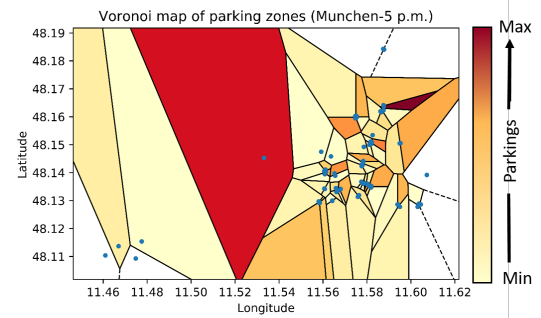 Voronoi map of parking zones (Munchen-5 p.m.)
48.19
48.18
48.17
48.16
48.15
48.14
48.13
48.12
48.11
Latitude
11.46 11.48 11.50 11.52 11.54 11.56 11.58 11.60 11.62
Longitude
Max
Parkings
Min